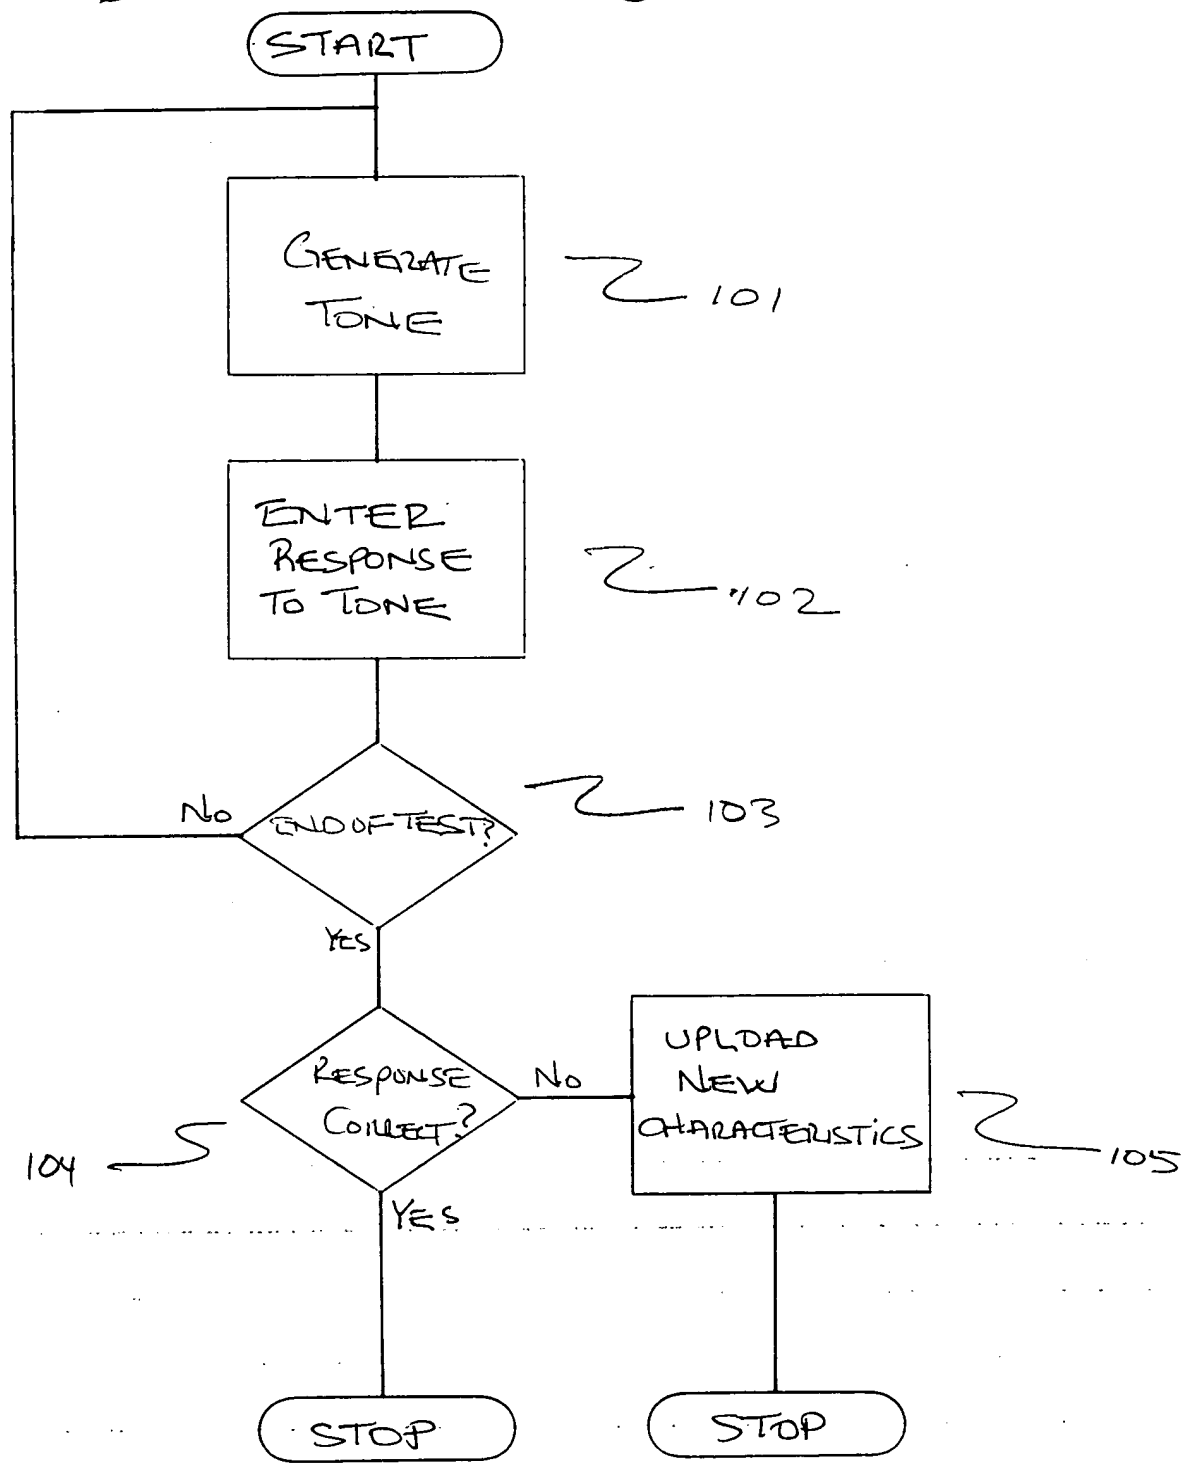 START
GENERATE
TONE
101
ENTER
RESPONSE
TO TONE
102
No
END OF TEST?
103
YES
RESPONSE
CORRECT?
No
UPLOAD
NEW
CHARACTERISTICS
104
105
YES
STOP
STOP